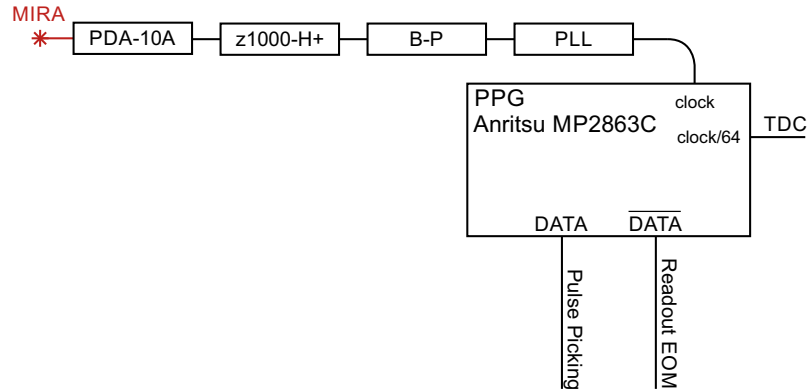 MIRA
PDA-10A
z1000-H+
B-P
PLL
PPG
clock
Anritsu MP2863C
clock/64
TDC
DATA
DATA
Pulse Picking
Readout EOM